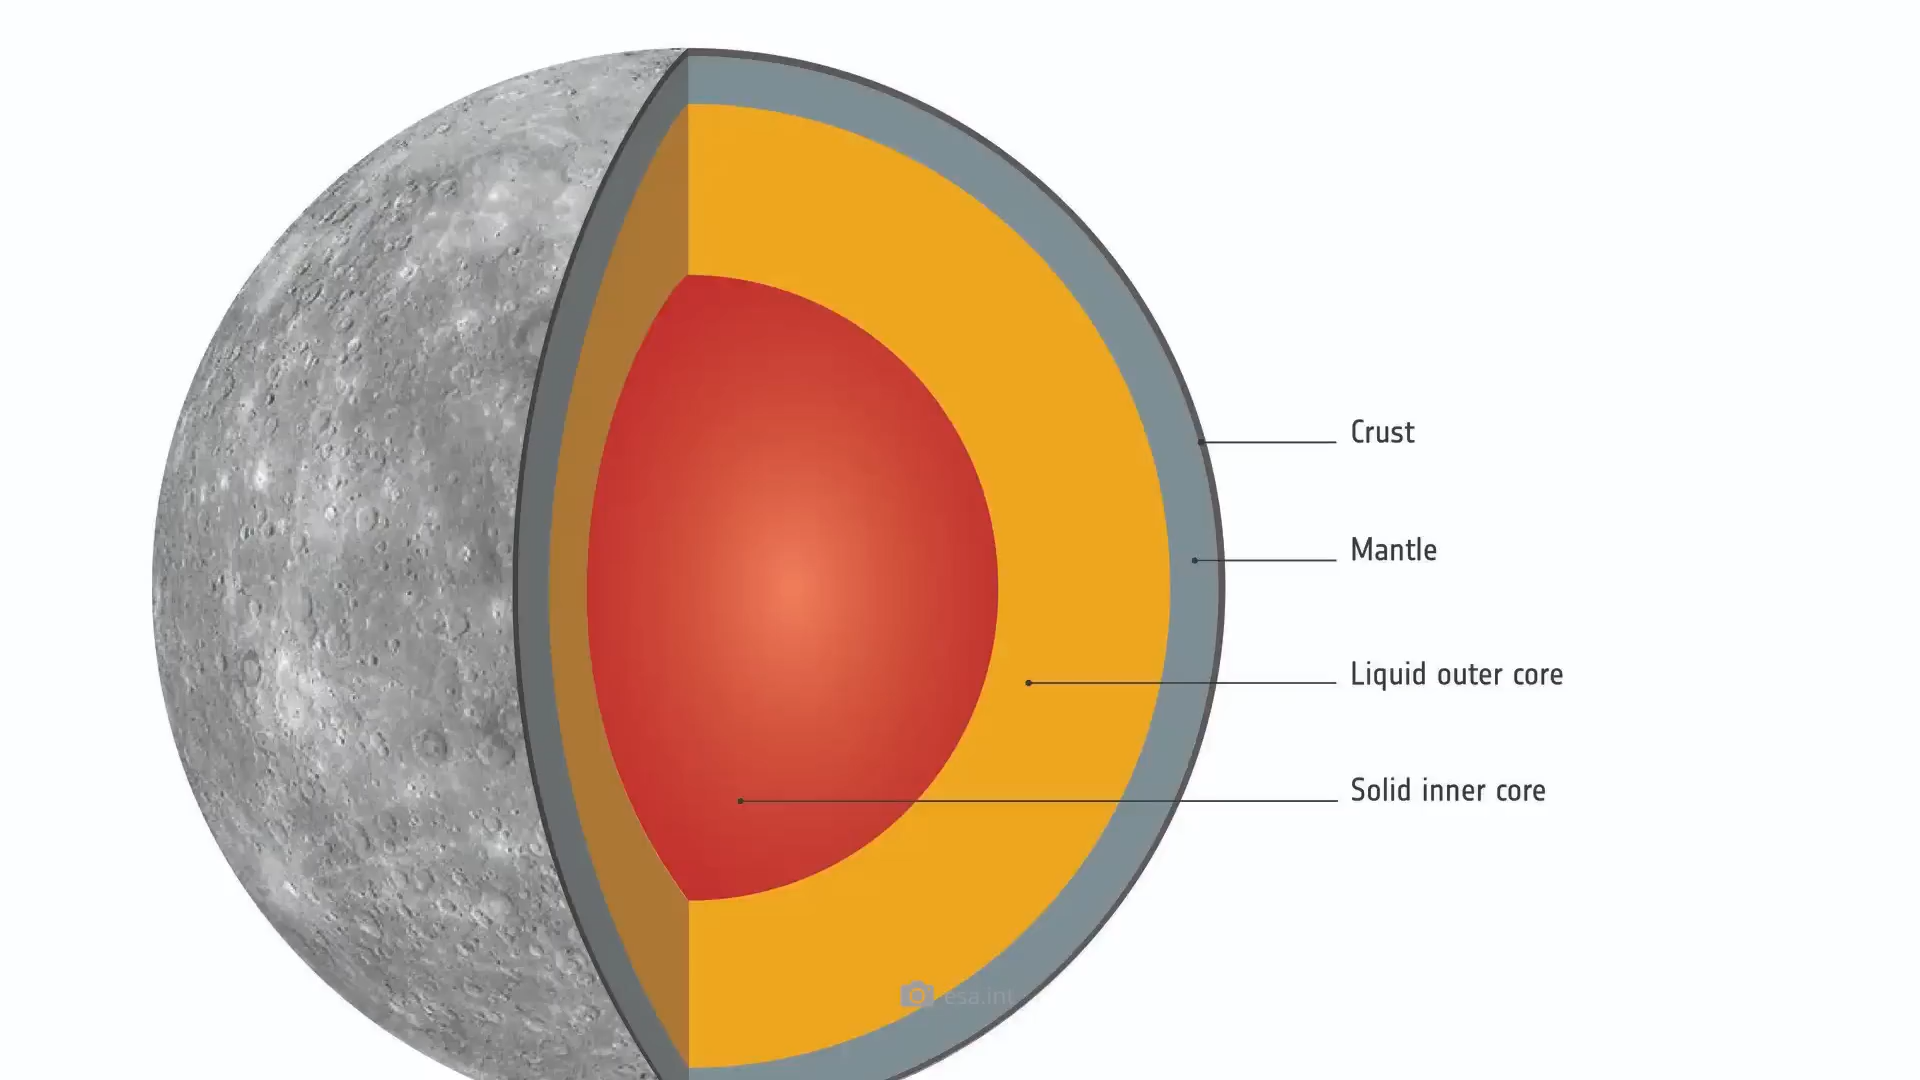 Crust
Mantle
Liquid outer core
Solid inner core
esa.int